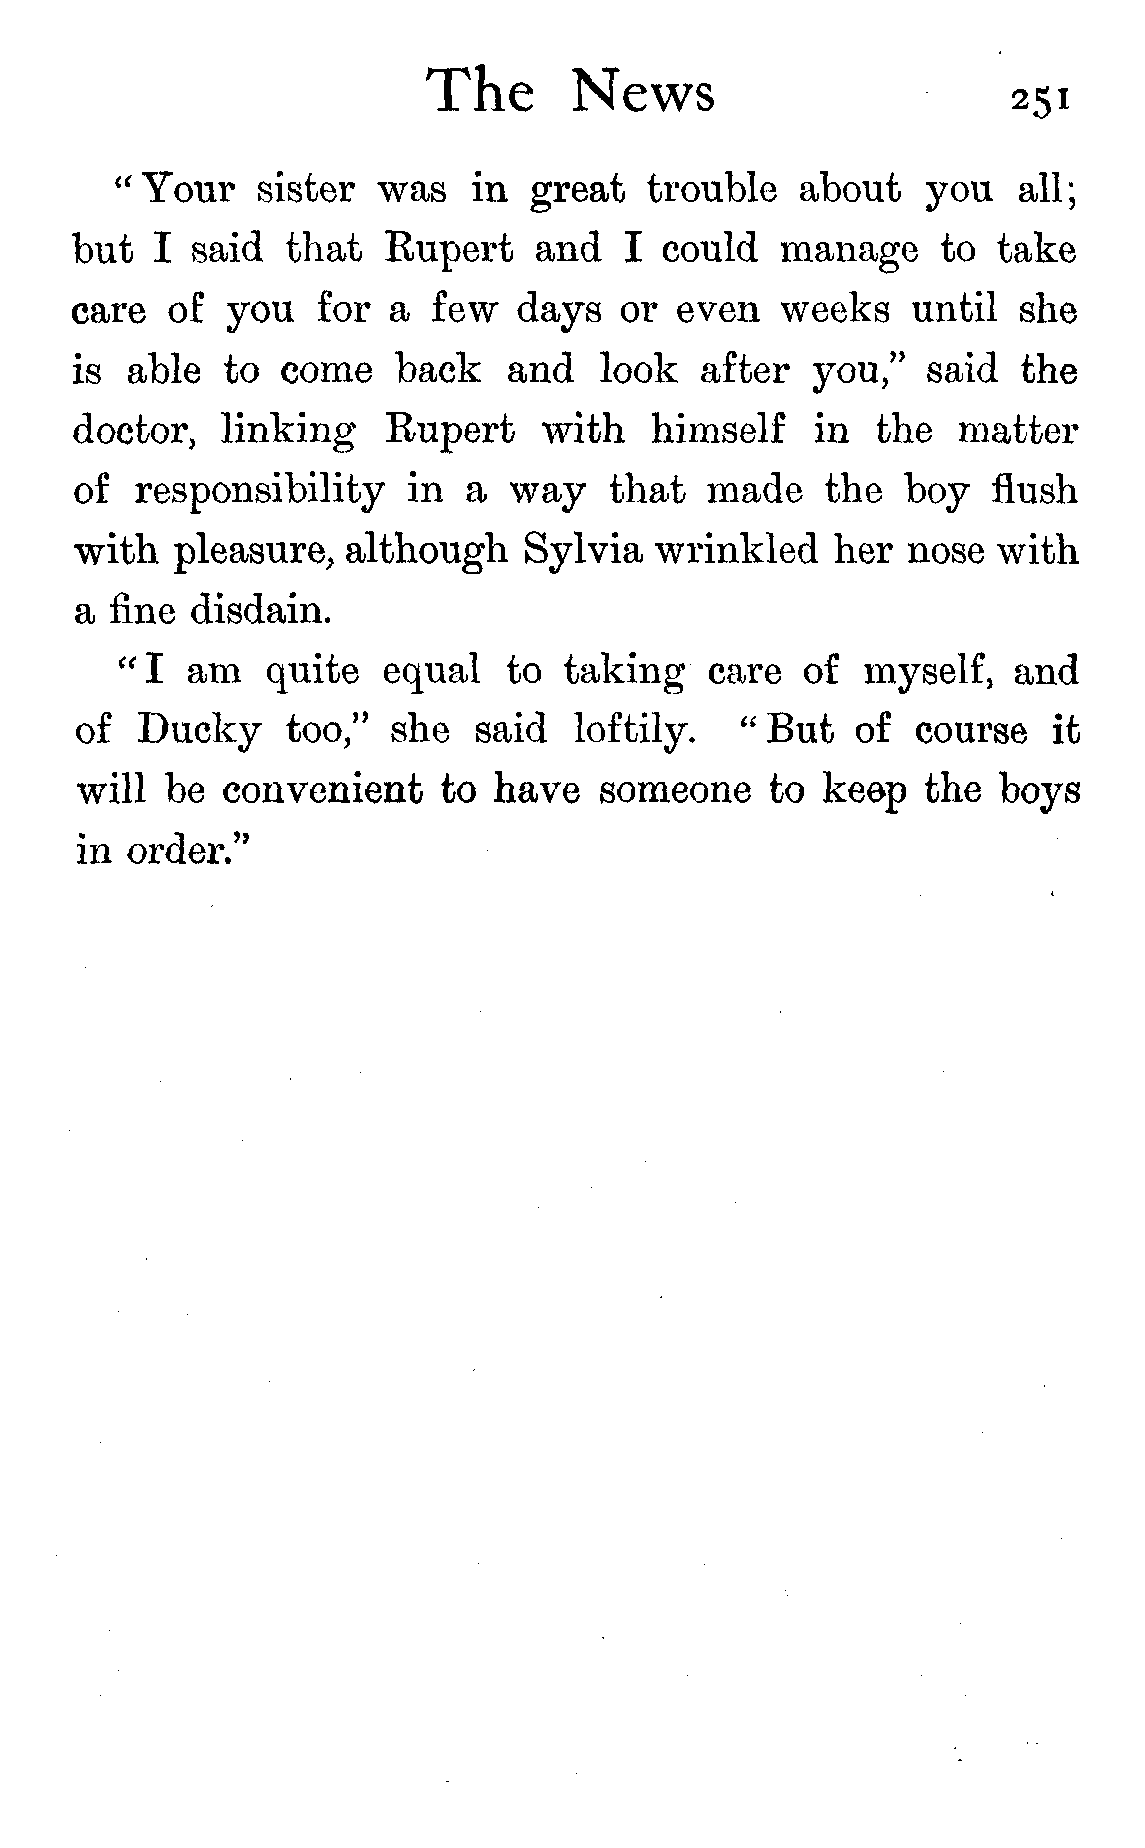 The News 251
“Your sister was in great trouble about you all;
but I said that Rupert and I could manage to take
care of you for a few days or even weeks until she
is able to come back and look after you,” said the
doctor, linking Rupert with himself in the matter
of responsibility in a way that made the boy flush
with pleasure, although Sylvia wrinkled her nose with
a fine disdain.
“I am quite equal to taking care of myself, and
of Ducky too,” she said loftily. “But of course it
will be convenient to have someone to keep the boys
in order.”